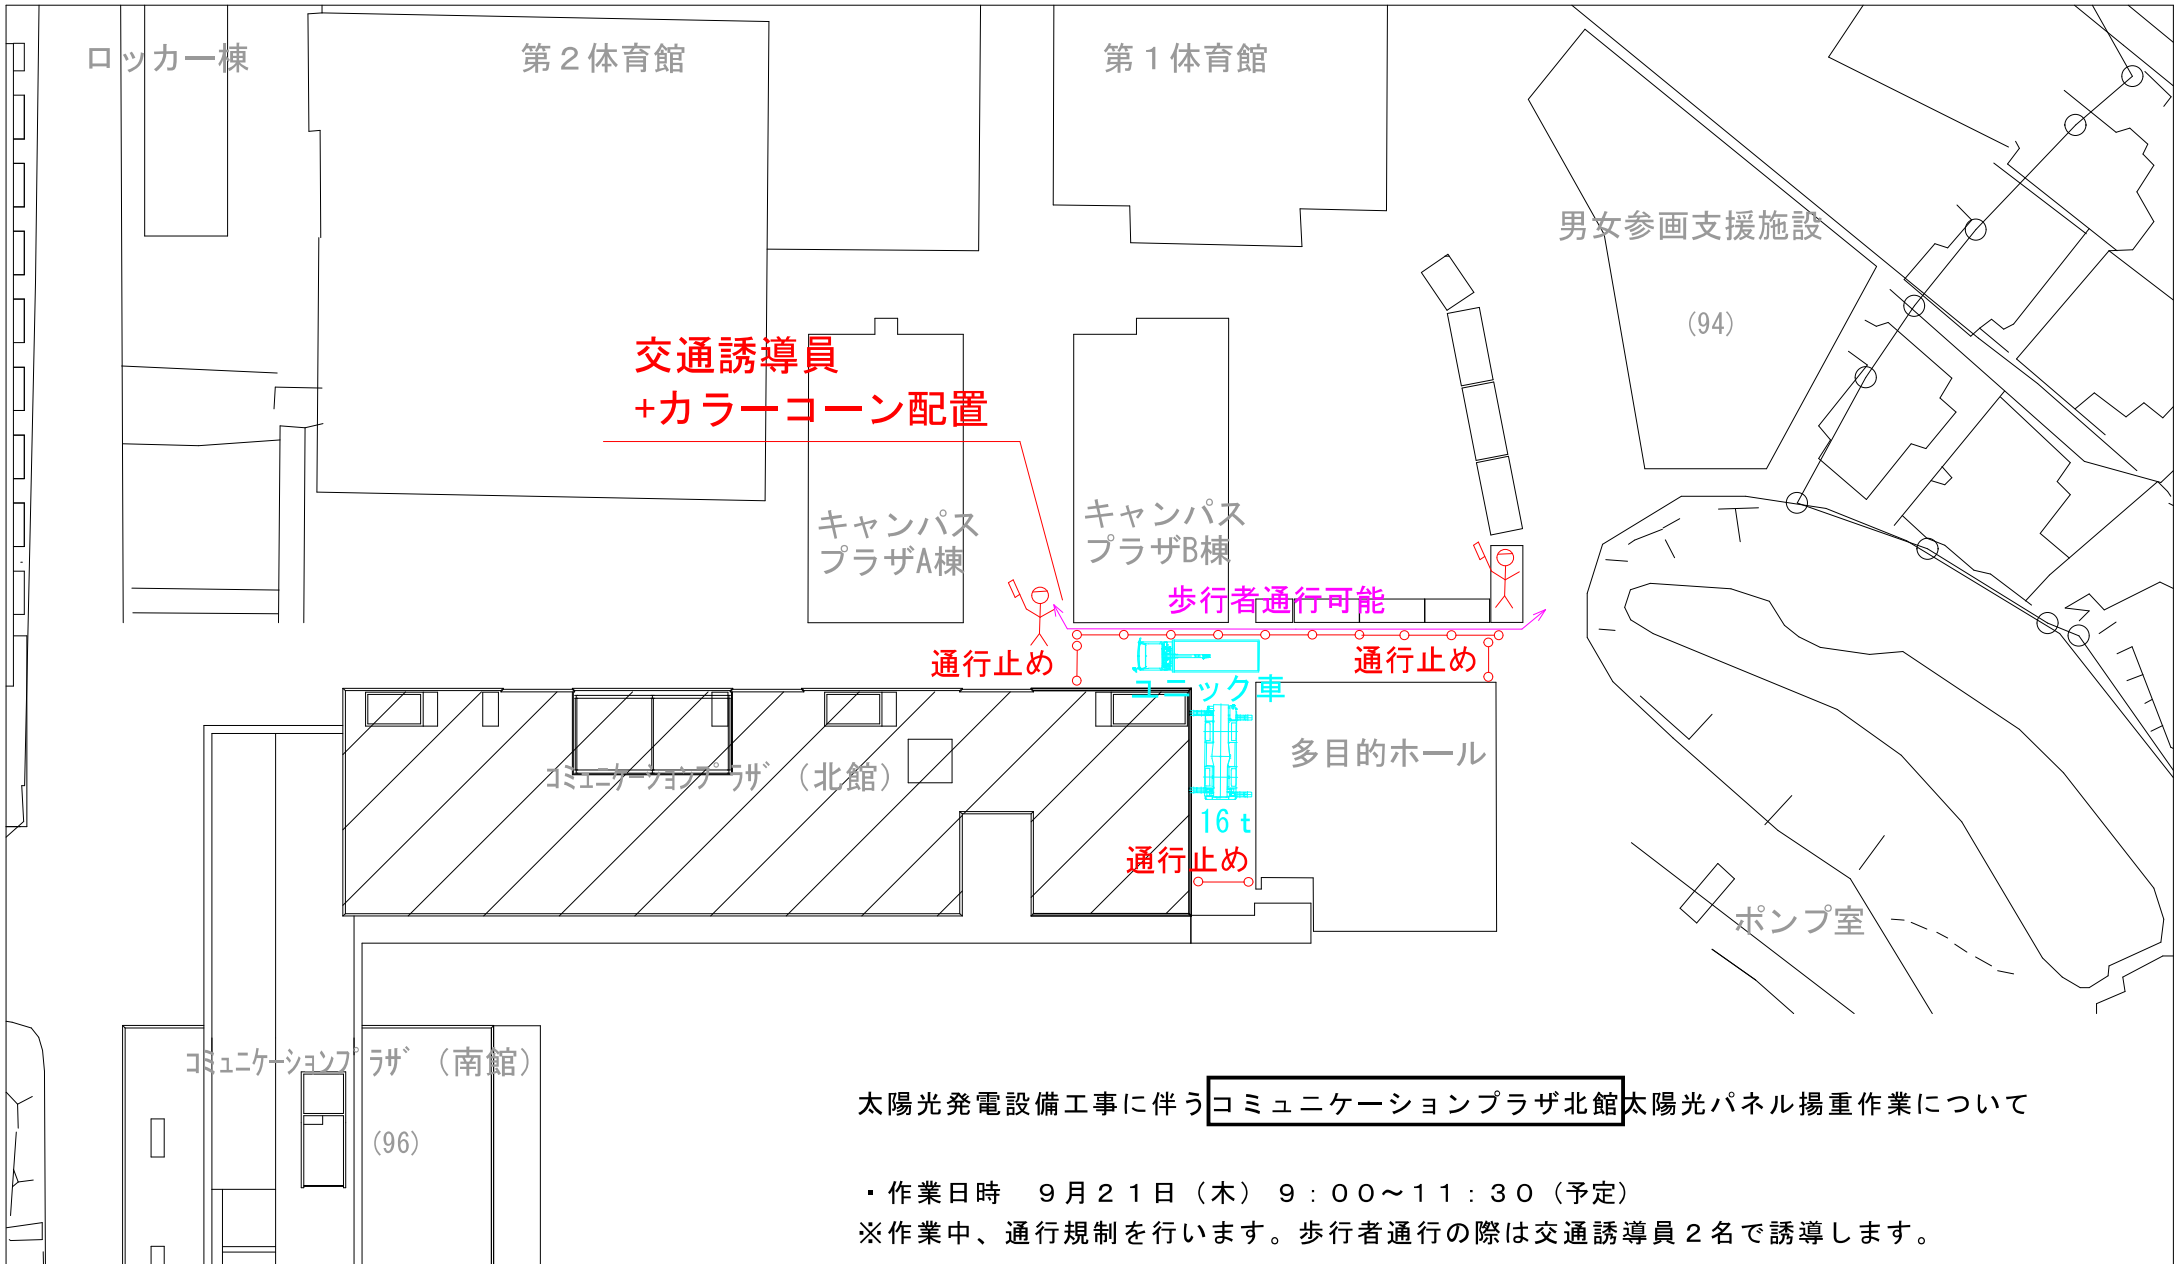 ロッカー棟
第２体育館
第１体育館
男女参画支援施設
(94)
交通誘導員
+カラーコーン配置
キャンパス
プラザA棟
キャンパス
プラザB棟
歩行者通行可能
通行止め
通行止め
ユニック車
コミュニケーションプラザ（北館）
多目的ホール
16ｔ
通行止め
ポンプ室
コミュニケーションプラザ（南館）
(96)
太陽光発電設備工事に伴うコミュニケーションプラザ北館太陽光パネル揚重作業について
・作業日時　９月２１日（木）９：００～１１：３０（予定）
※作業中、通行規制を行います。歩行者通行の際は交通誘導員２名で誘導します。